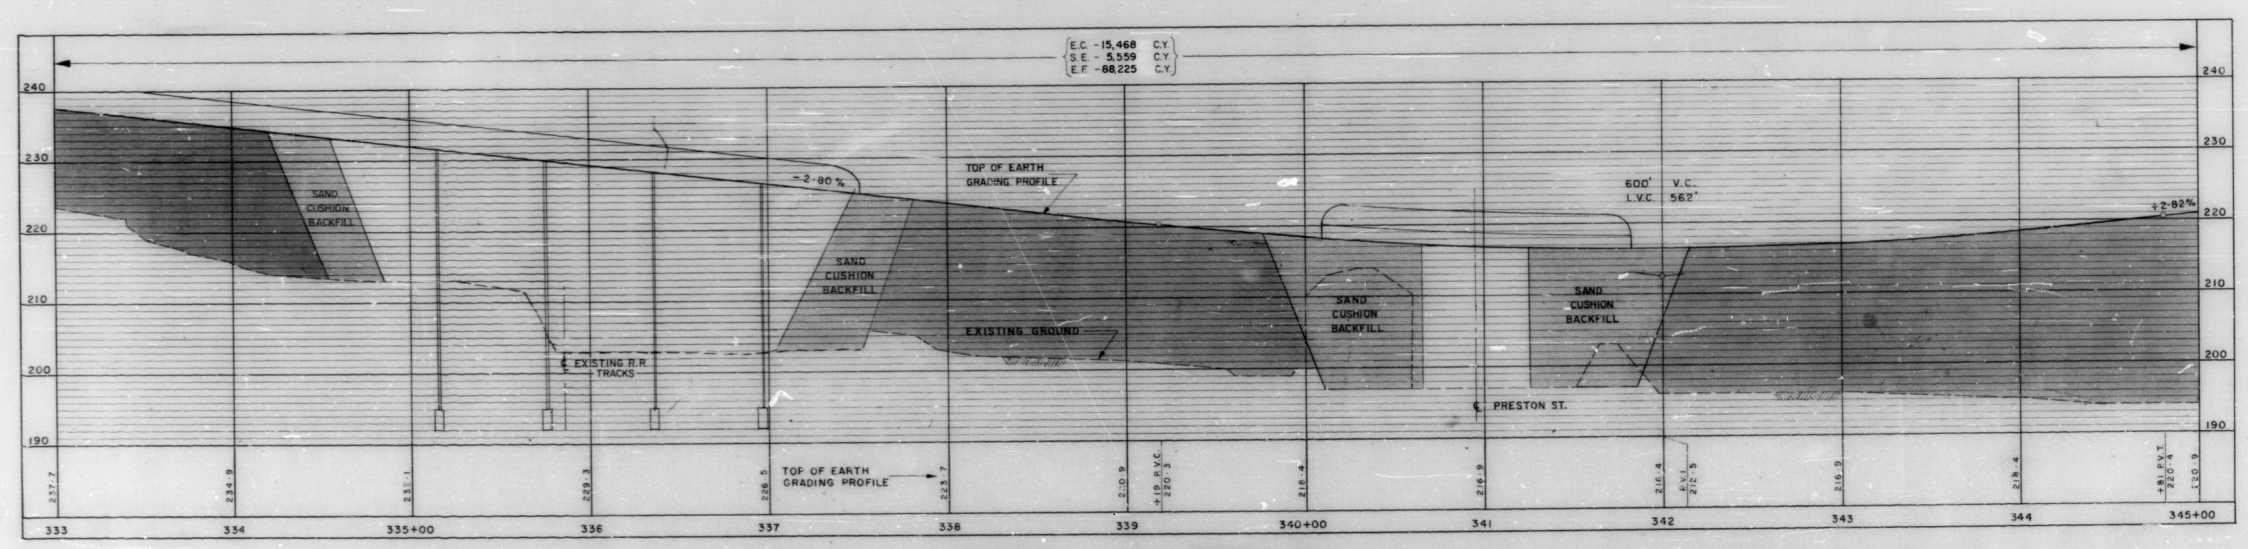 E.C. - 15,468 C.Y.
S.E. - 5,559 C.Y.
E.F. - 88,225 C.Y.
240
240
230
230
220
220
210
210
200
200
190
190
SAND
CUSHION
BACKFILL
-2.80%
TOP OF EARTH
GRADING PROFILE
600' V.C.
L.V.C. 562'
+2.82%
SAND
CUSHION
BACKFILL
SAND
CUSHION
BACKFILL
SAND
CUSHION
BACKFILL
EXISTING GROUND
℄ EXISTING R.R.
TRACKS
℄ PRESTON ST.
TOP OF EARTH
GRADING PROFILE
237.7
234.9
232.1
229.3
226.5
223.7
220.9
+19 P.V.C.
220.3
218.4
216.9
216.4
P.V.I.
212.5
216.9
218.4
+81 P.V.T.
220.4
220.9
333 334 335+00 336 337 338 339 340+00 341 342 343 344 345+00